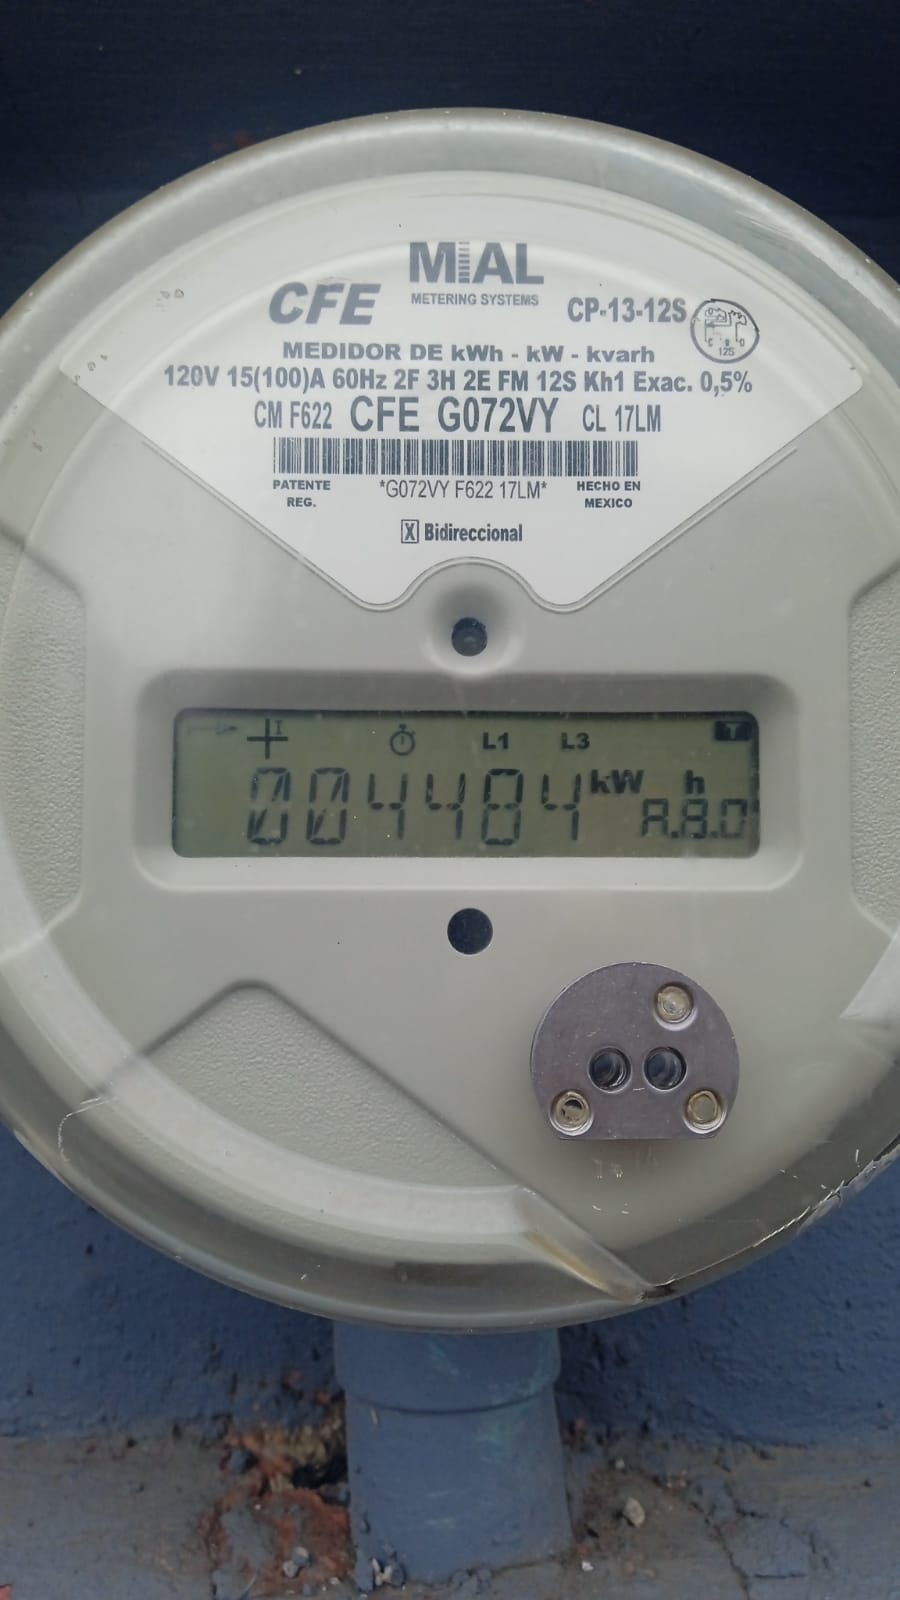 MIAL
METERING SYSTEMS
CFE
CP-13-12S
12S
MEDIDOR DE kWh - kW - kvarh
120V 15(100)A 60Hz 2F 3H 2E FM 12S Kh1 Exac. 0,5%
CM F622 CFE G072VY CL 17LM
PATENTE REG.
*G072VY F622 17LM*
HECHO EN MEXICO
X Bidireccional
I L1 L3 T
004484 kW h A.8.0